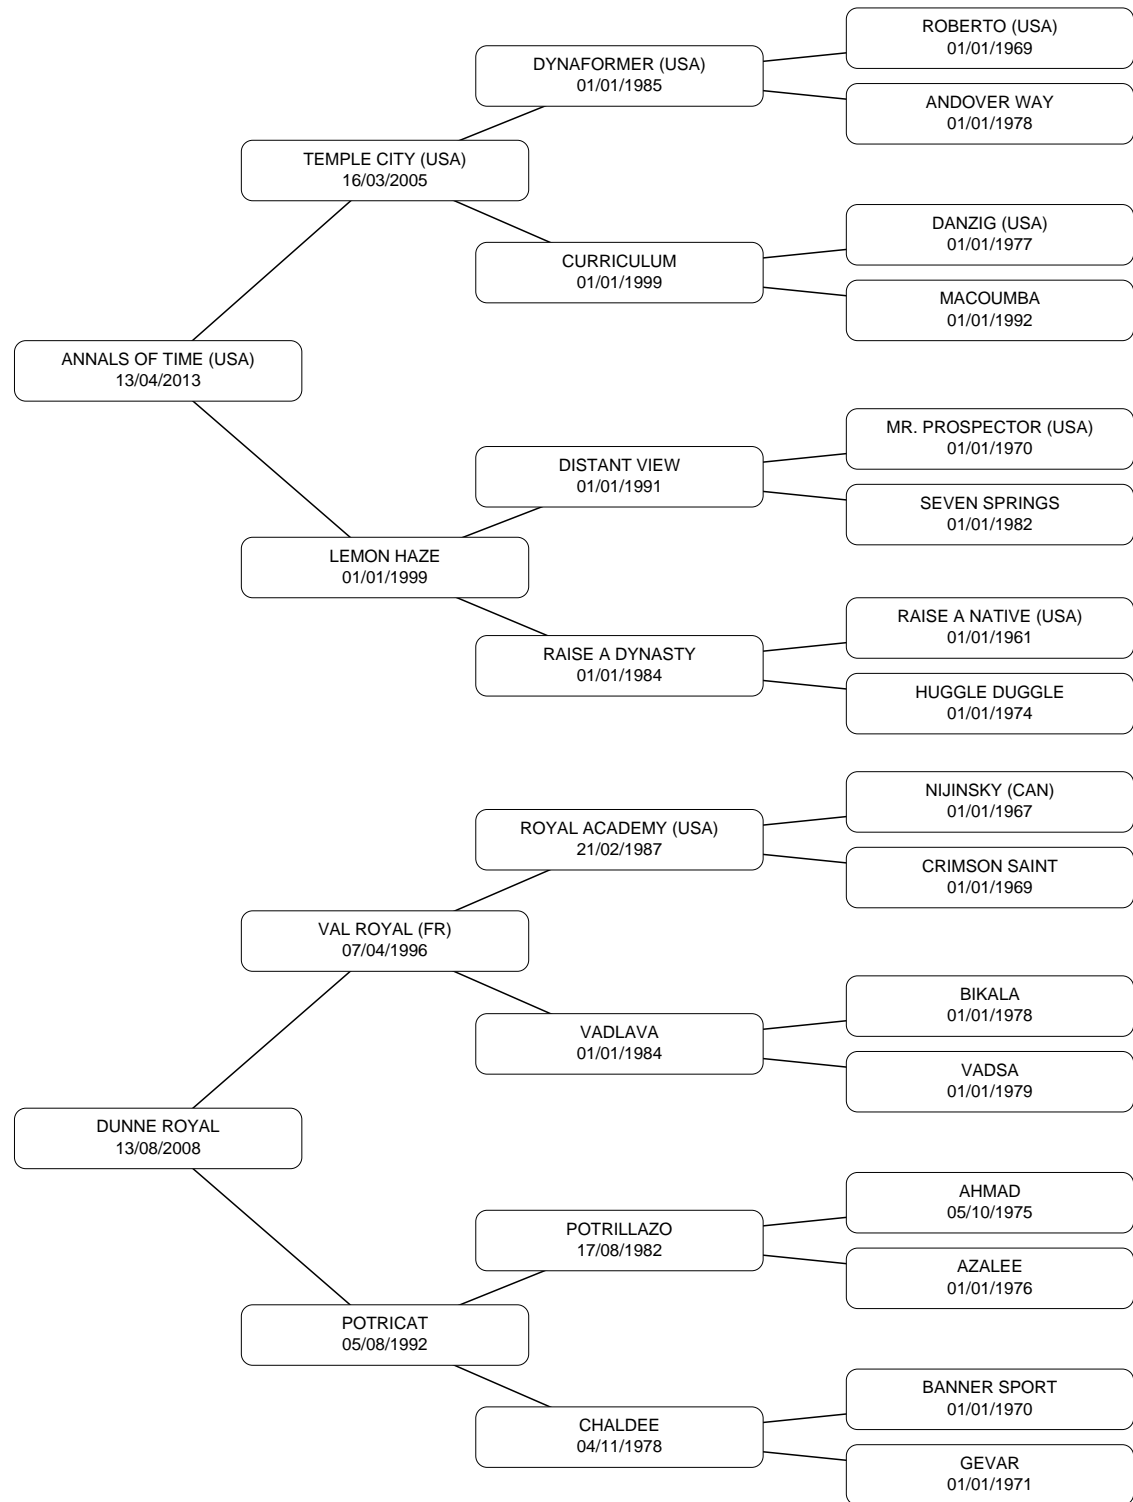 ROBERTO (USA)
01/01/1969
DYNAFORMER (USA)
01/01/1985
ANDOVER WAY
01/01/1978
TEMPLE CITY (USA)
16/03/2005
DANZIG (USA)
01/01/1977
CURRICULUM
01/01/1999
MACOUMBA
01/01/1992
ANNALS OF TIME (USA)
13/04/2013
MR. PROSPECTOR (USA)
01/01/1970
DISTANT VIEW
01/01/1991
SEVEN SPRINGS
01/01/1982
LEMON HAZE
01/01/1999
RAISE A NATIVE (USA)
01/01/1961
RAISE A DYNASTY
01/01/1984
HUGGLE DUGGLE
01/01/1974
NIJINSKY (CAN)
01/01/1967
ROYAL ACADEMY (USA)
21/02/1987
CRIMSON SAINT
01/01/1969
VAL ROYAL (FR)
07/04/1996
BIKALA
01/01/1978
VADLAVA
01/01/1984
VADSA
01/01/1979
DUNNE ROYAL
13/08/2008
AHMAD
05/10/1975
POTRILLAZO
17/08/1982
AZALEE
01/01/1976
POTRICAT
05/08/1992
BANNER SPORT
01/01/1970
CHALDEE
04/11/1978
GEVAR
01/01/1971